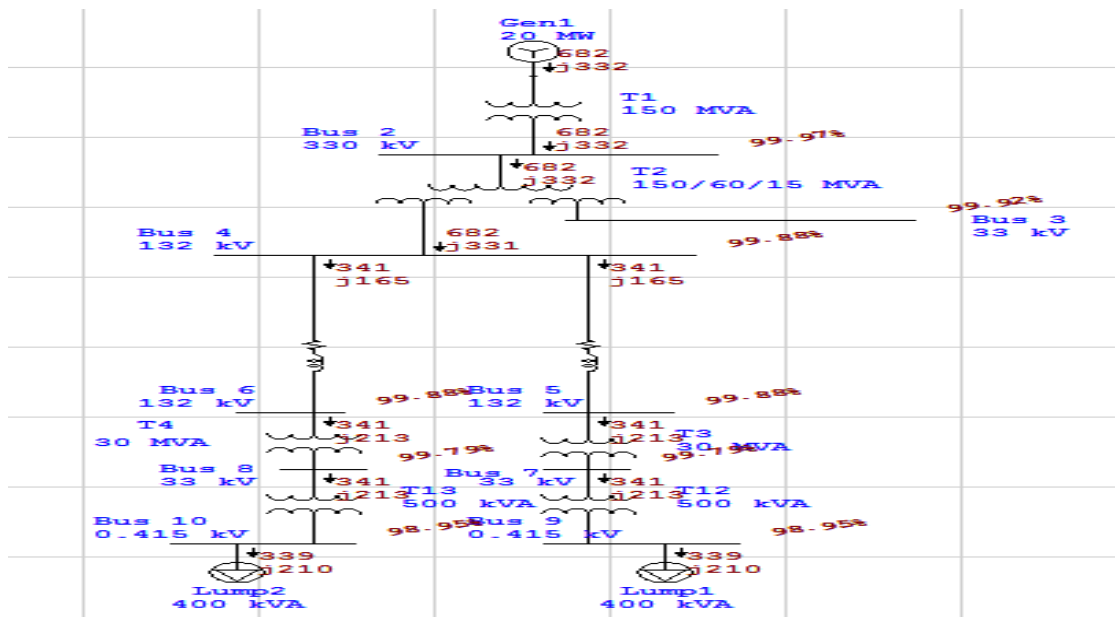 Gen1
20 MW
682
j332
T1
150 MVA
Bus 2
330 kV
682
j332
99.97%
682
j332
T2
150/60/15 MVA
99.92%
Bus 3
33 kV
Bus 4
132 kV
682
j331
99.88%
341
j165
341
j165
Bus 6
132 kV
99.88%
Bus 5
132 kV
99.88%
T4
30 MVA
341
j213
99.79%
341
j213
T3
30 MVA
99.79%
Bus 8
33 kV
341
j213
T13
500 kVA
Bus 7
33 kV
341
j213
T12
500 kVA
Bus 10
0.415 kV
98.95%
Bus 9
0.415 kV
98.95%
339
j210
339
j210
Lump2
400 kVA
Lump1
400 kVA